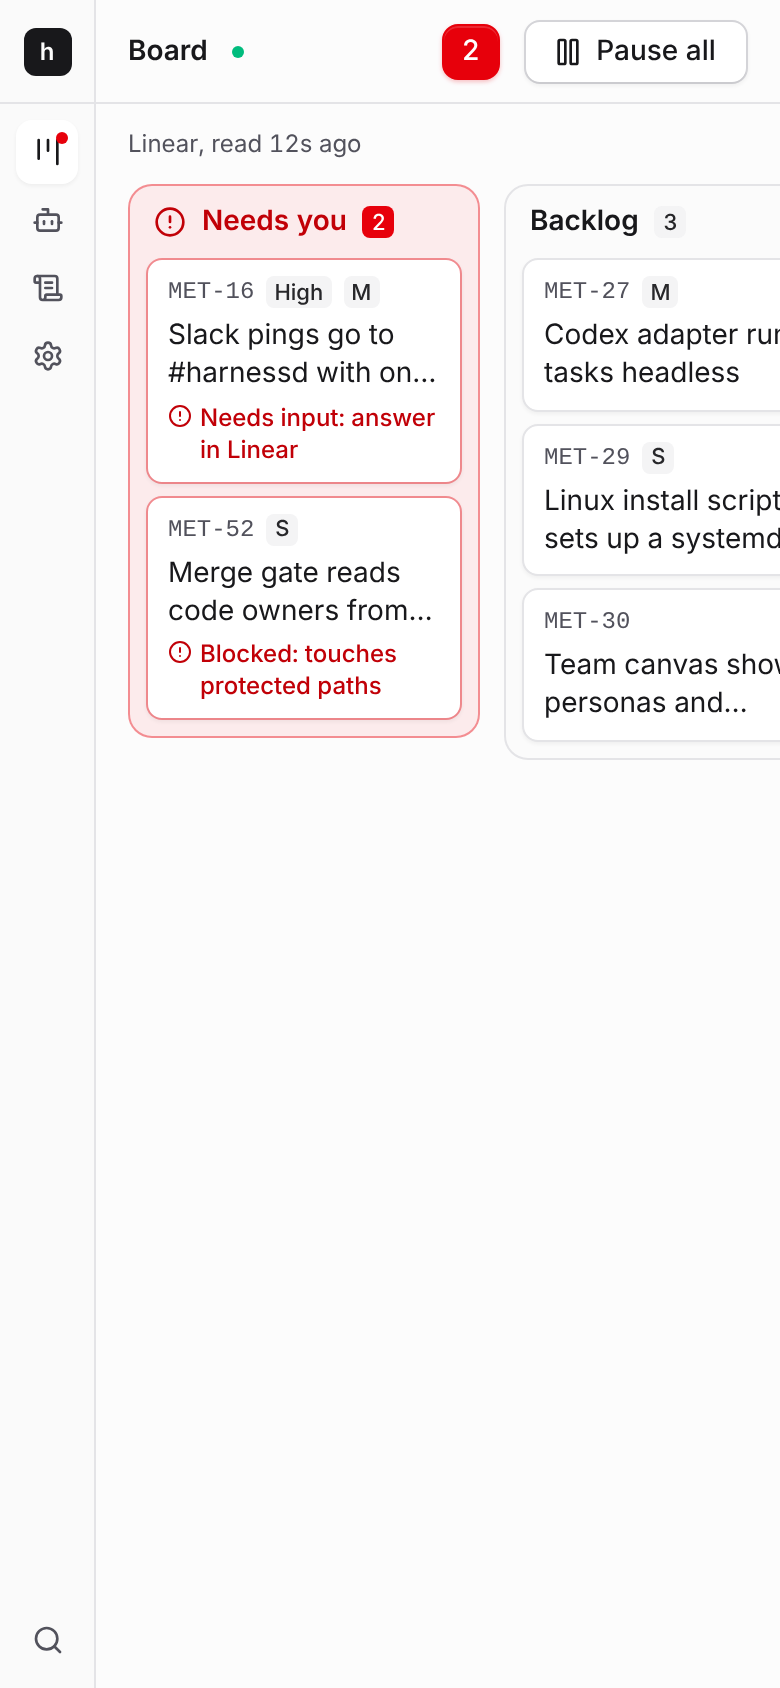 h
Board
2
Pause all
Linear, read 12s ago
Needs you 2
MET-16 High M
Slack pings go to
#harnessd with on...
Needs input: answer
in Linear
MET-52 S
Merge gate reads
code owners from...
Blocked: touches
protected paths
Backlog 3
MET-27 M
Codex adapter
tasks headless
MET-29 S
Linux install script
sets up a systemd
MET-30
Team canvas
personas and...